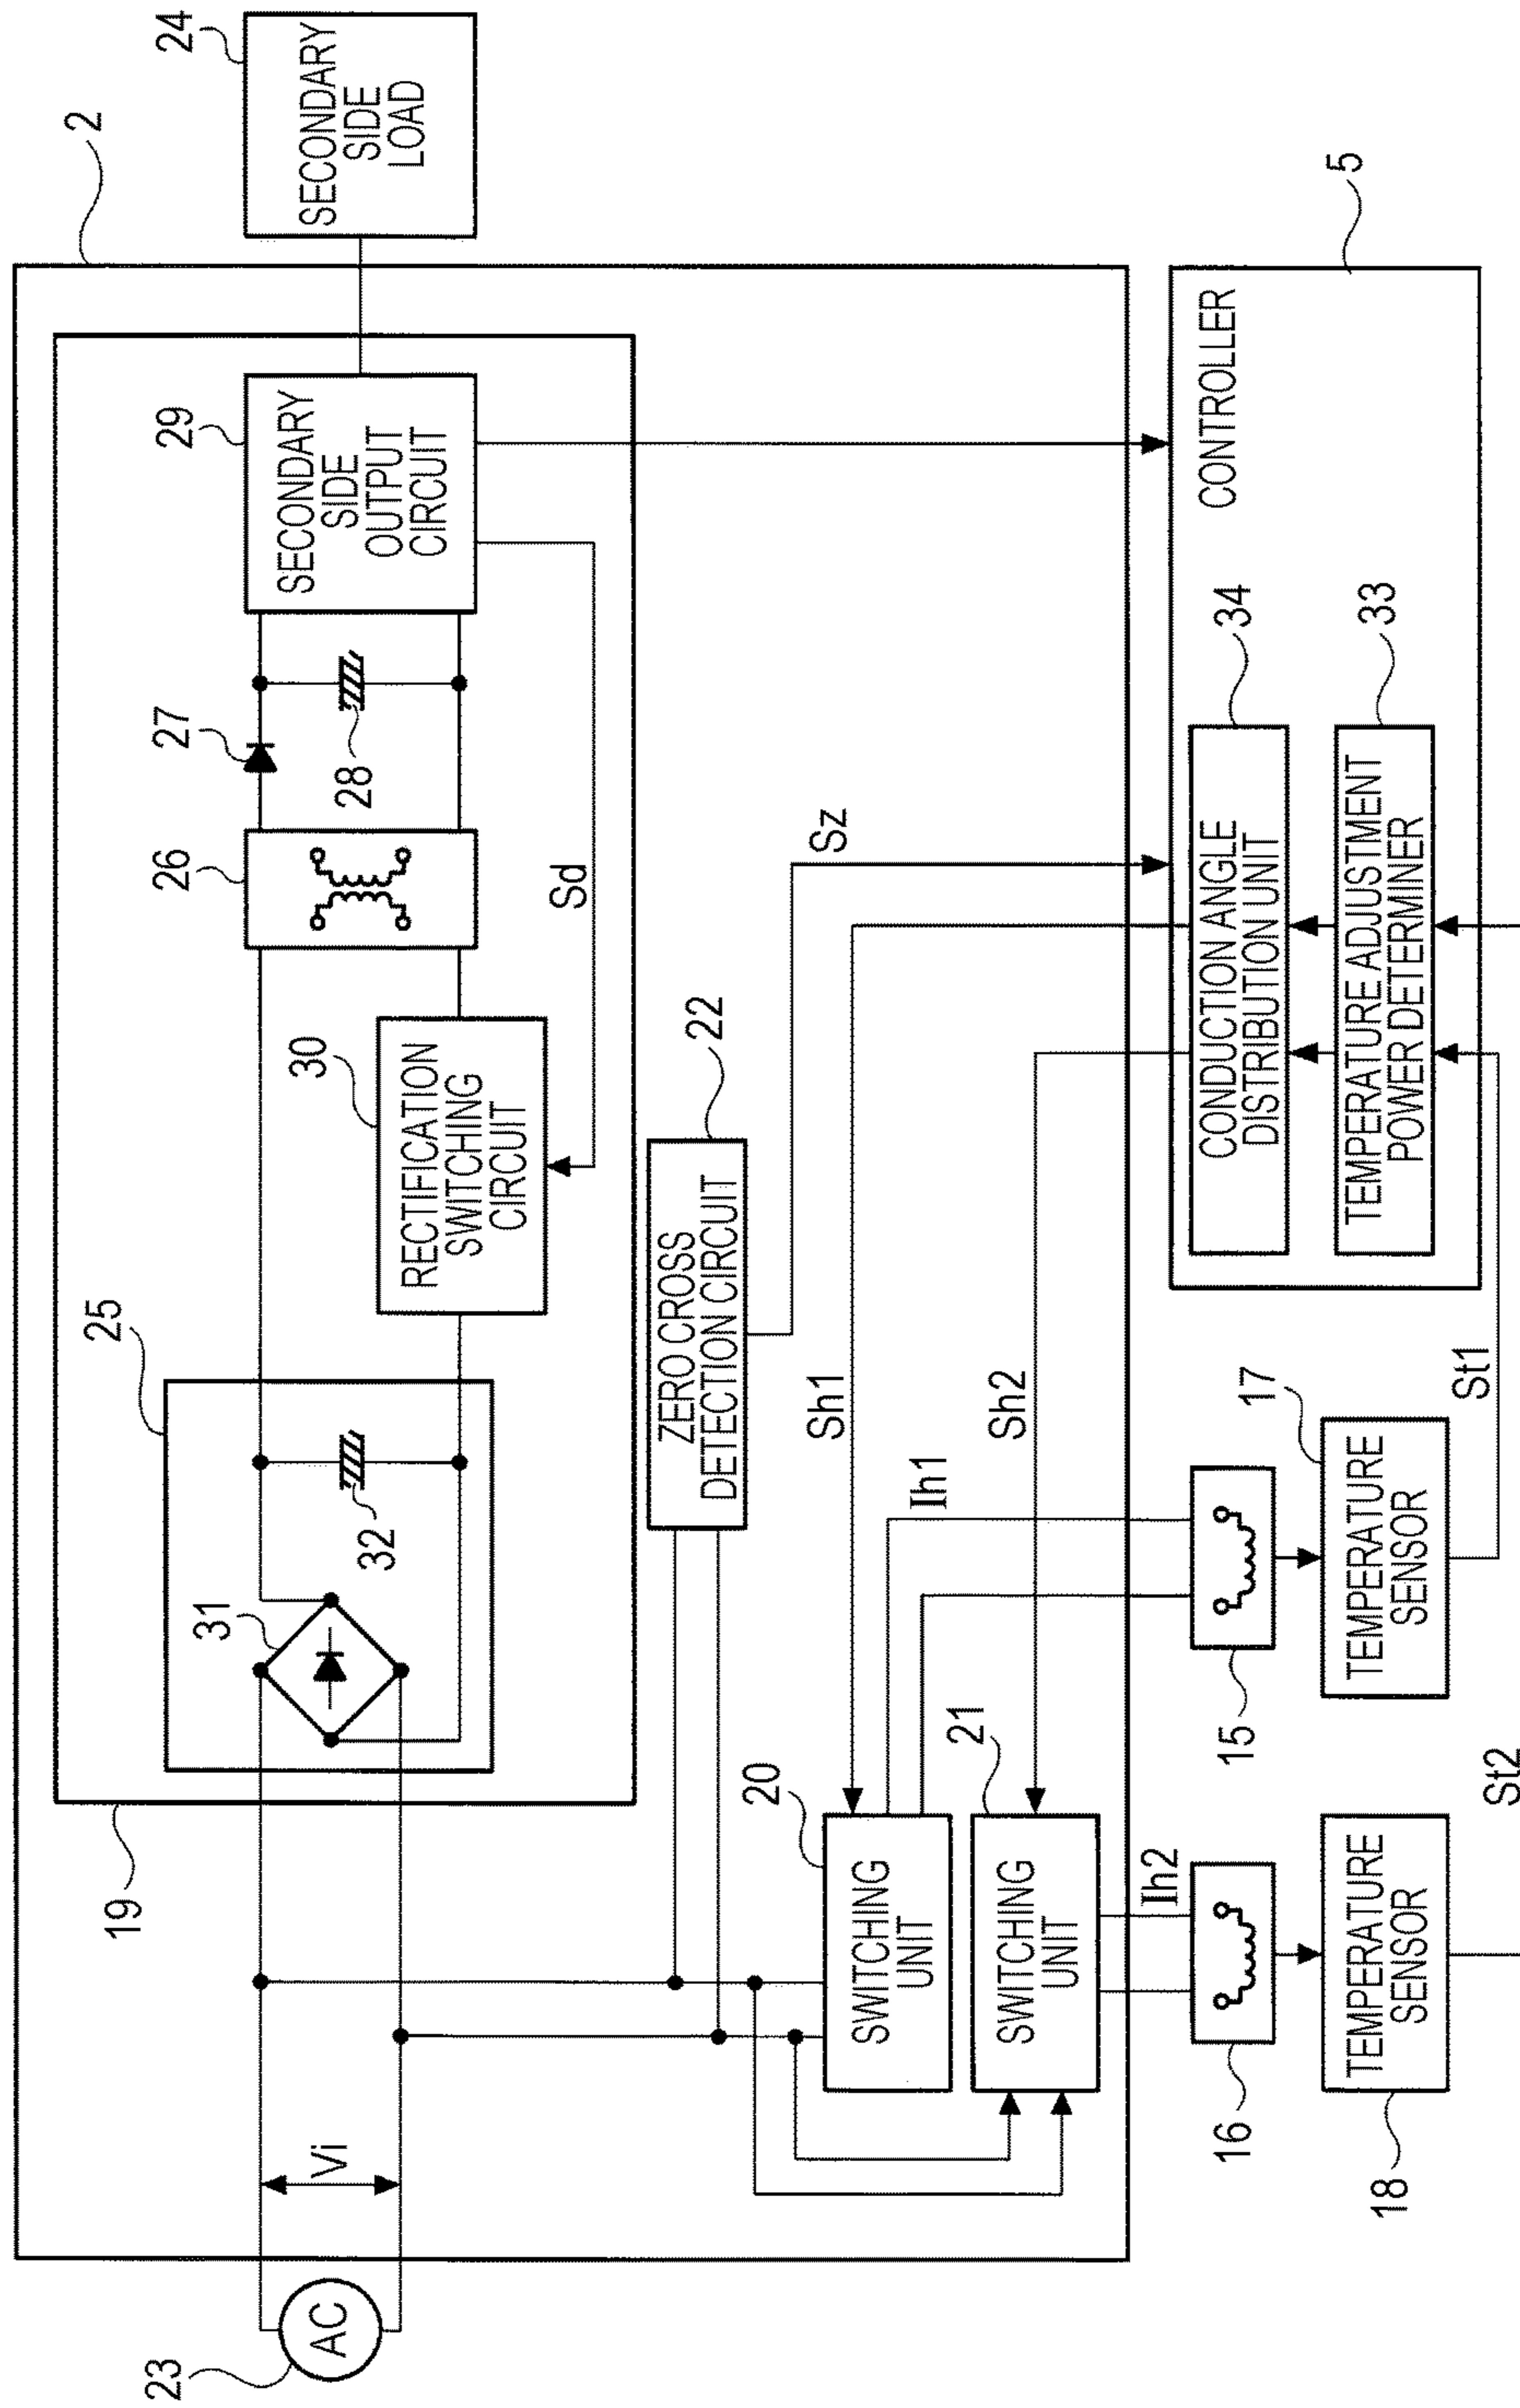 2
24
SECONDARY
SIDE
LOAD
29
SECONDARY
SIDE
OUTPUT
CIRCUIT
27
28
26
Sd
30
RECTIFICATION
SWITCHING
CIRCUIT
25
31
32
19
Vi
AC
23
22
ZERO CROSS
DETECTION CIRCUIT
Sz
Sh1
Sh2
Ih1
Ih2
20
SWITCHING
UNIT
21
SWITCHING
UNIT
5
CONTROLLER
34
CONDUCTION ANGLE
DISTRIBUTION UNIT
33
TEMPERATURE ADJUSTMENT
POWER DETERMINER
15
17
TEMPERATURE
SENSOR
St1
16
18
TEMPERATURE
SENSOR
St2